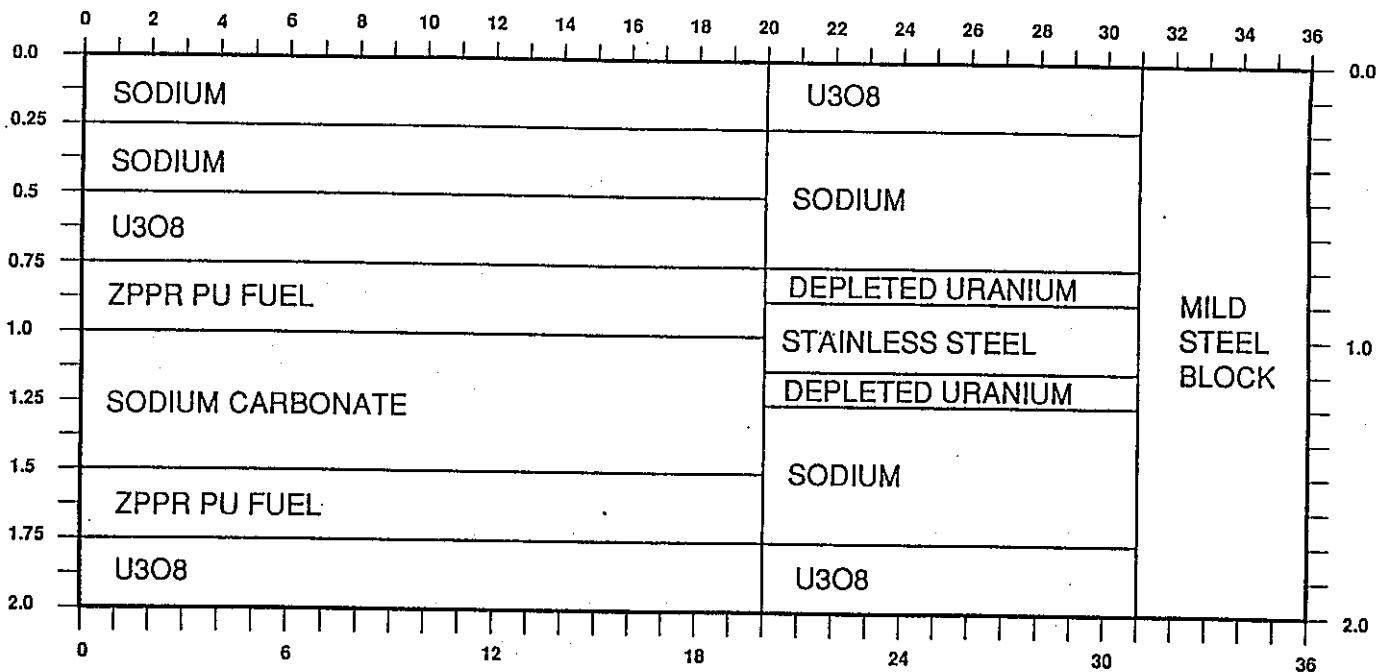 0 2 4 6 8 10 12 14 16 18 20 22 24 26 28 30 32 34 36
0.0
0.25
0.5
0.75
1.0
1.25
1.5
1.75
2.0
SODIUM
SODIUM
U3O8
ZPPR PU FUEL
SODIUM CARBONATE
ZPPR PU FUEL
U3O8
U3O8
SODIUM
DEPLETED URANIUM
STAINLESS STEEL
DEPLETED URANIUM
SODIUM
U3O8
MILD
STEEL
BLOCK
0.0
1.0
2.0
0 6 12 24 30 36